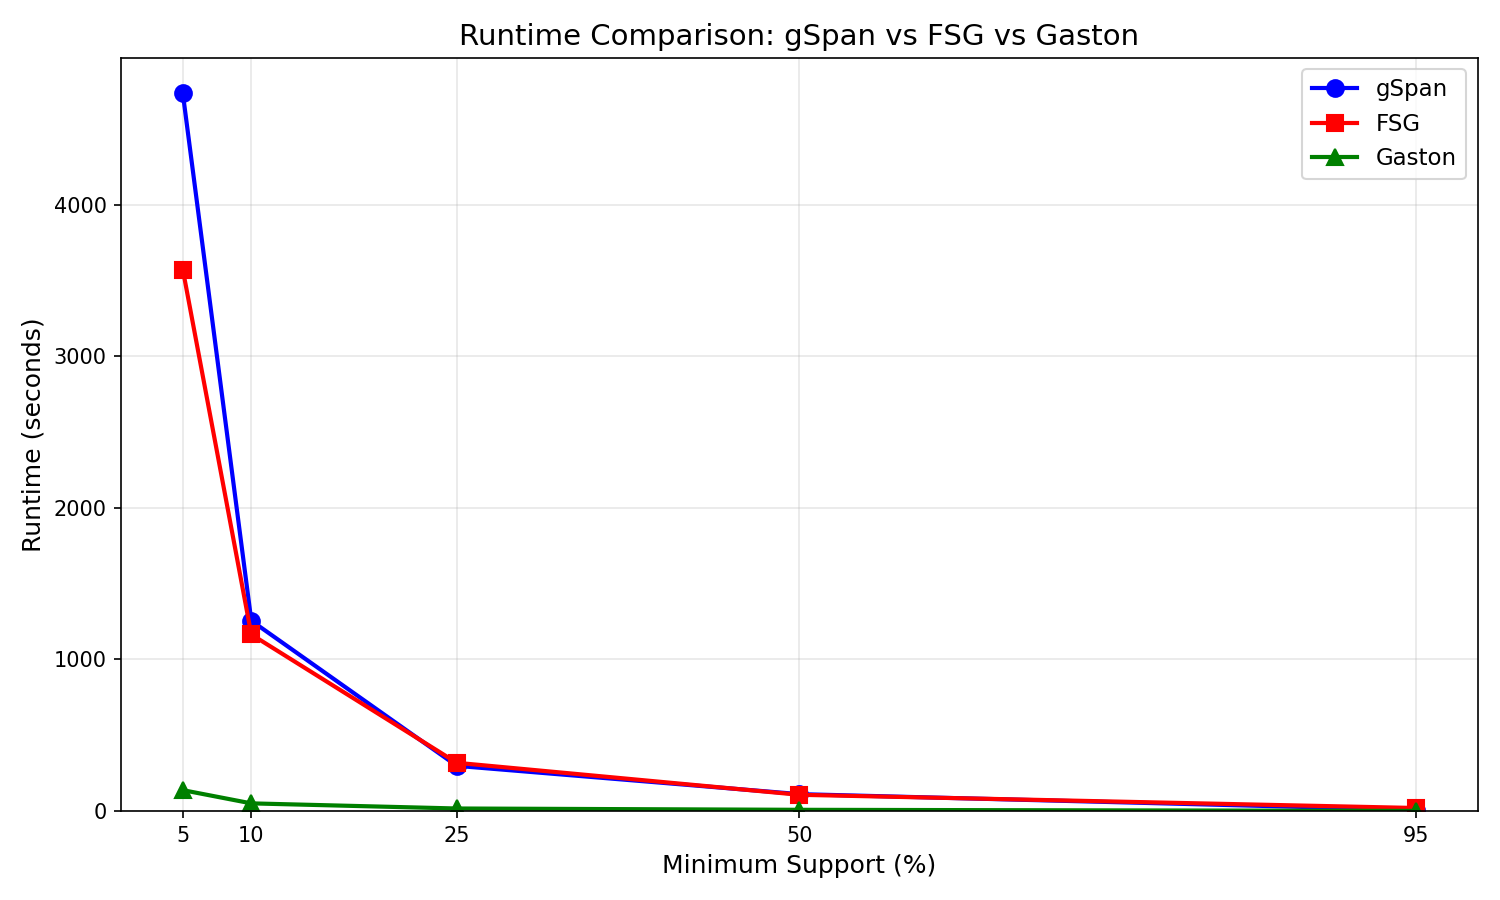 Runtime Comparison: gSpan vs FSG vs Gaston
gSpan
FSG
Gaston
Runtime (seconds)
4000
3000
2000
1000
0
5 10 25 50 95
Minimum Support (%)